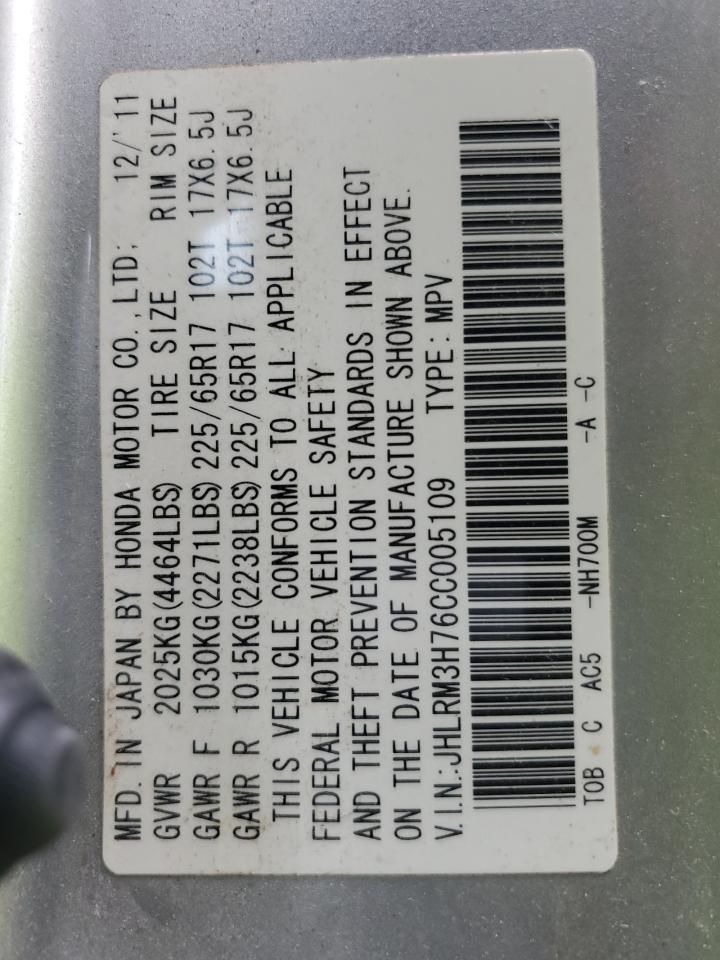 MFD. IN JAPAN BY HONDA MOTOR CO., LTD; 12/'11
GVWR 2025KG(4464LBS) TIRE SIZE RIM SIZE
GAWR F 1030KG(2271LBS) 225/65R17 102T 17X6.5J
GAWR R 1015KG(2238LBS) 225/65R17 102T 17X6.5J
THIS VEHICLE CONFORMS TO ALL APPLICABLE
FEDERAL MOTOR VEHICLE SAFETY
AND THEFT PREVENTION STANDARDS IN EFFECT
ON THE DATE OF MANUFACTURE SHOWN ABOVE.
V.I.N.:JHLRM3H76CC005109 TYPE: MPV
T0B C AC5 -NH700M -A -C